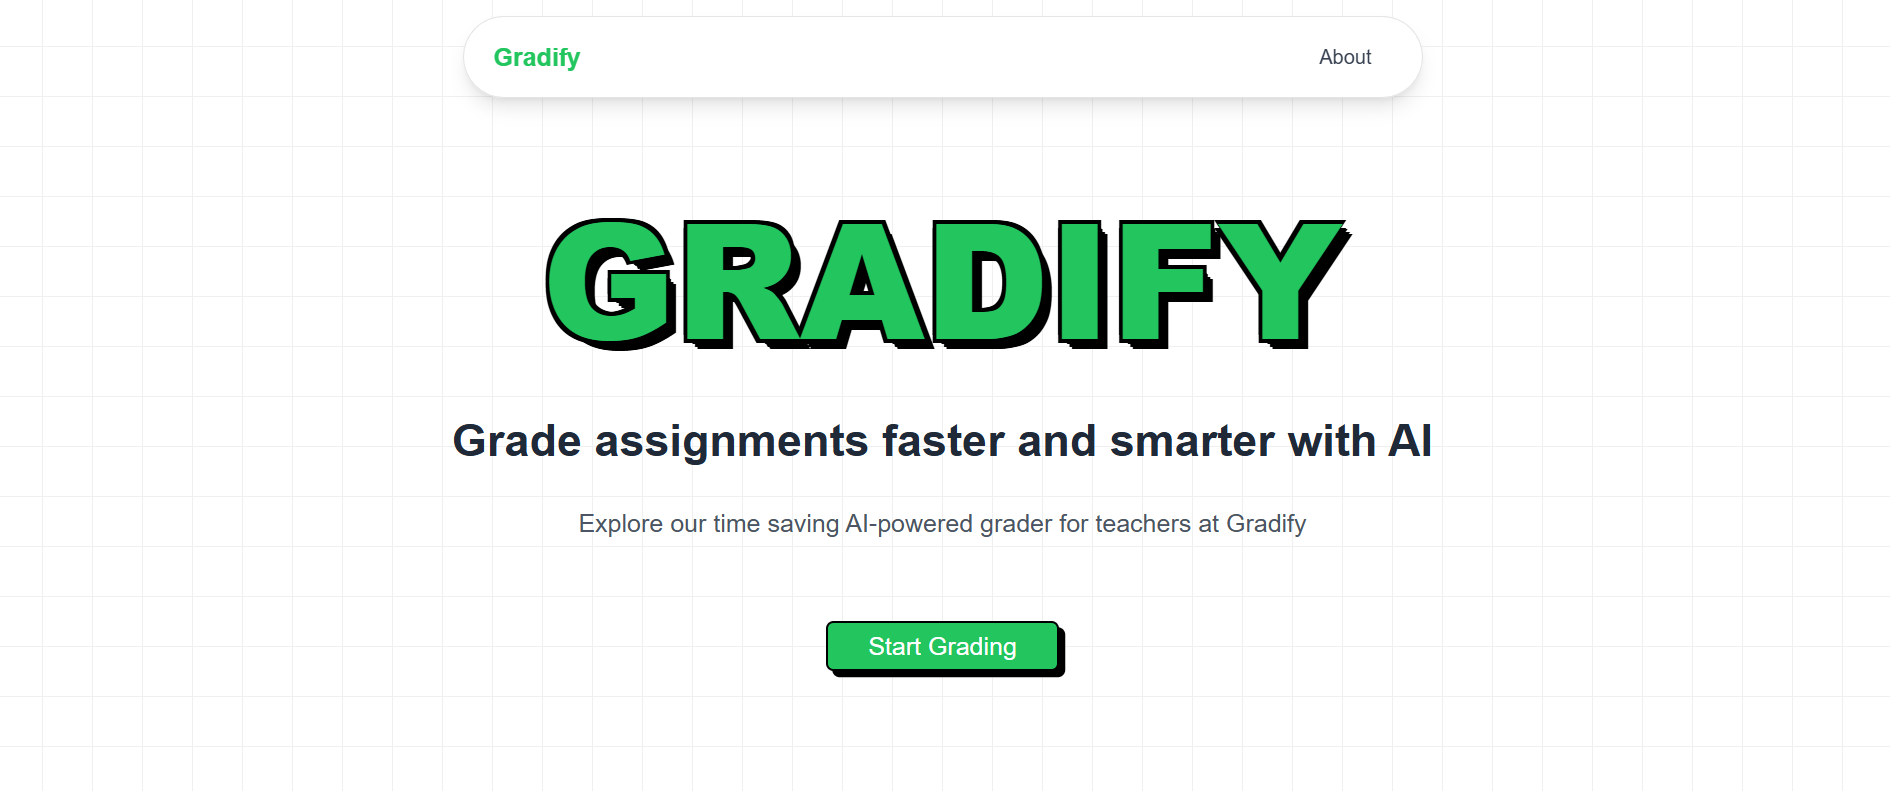 Gradify
About
GRADIFY
Grade assignments faster and smarter with AI
Explore our time saving AI-powered grader for teachers at Gradify
Start Grading